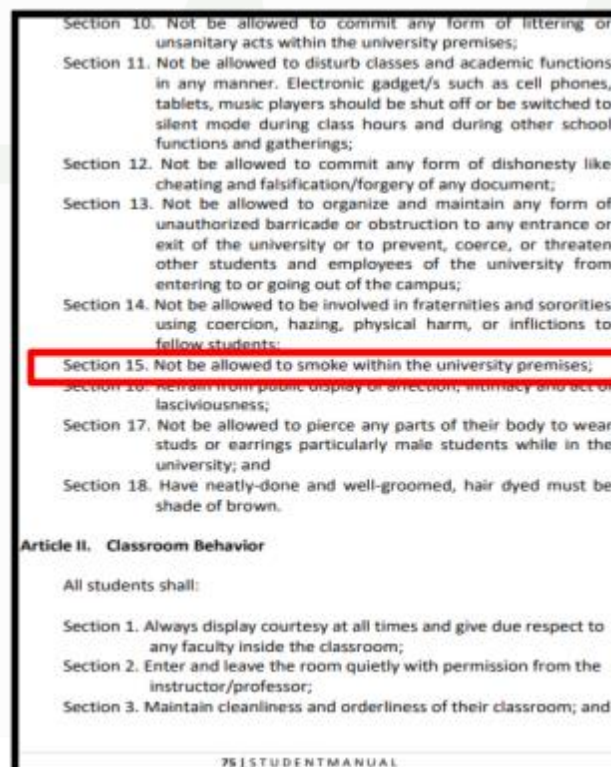 Section 10. Not be allowed to commit any form of littering or
unsanitary acts within the university premises;
Section 11. Not be allowed to disturb classes and academic functions
in any manner. Electronic gadget/s such as cell phones,
tablets, music players should be shut off or be switched to
silent mode during class hours and during other school
functions and gatherings;
Section 12. Not be allowed to commit any form of dishonesty like
cheating and falsification/forgery of any document;
Section 13. Not be allowed to organize and maintain any form of
unauthorized barricade or obstruction to any entrance or
exit of the university or to prevent, coerce, or threaten
other students and employees of the university from
entering to or going out of the campus;
Section 14. Not be allowed to be involved in fraternities and sororities
using coercion, hazing, physical harm, or inflictions to
fellow students;
Section 15. Not be allowed to smoke within the university premises;
Section 16. Refrain from public display of affection, intimacy and act of
lasciviousness;
Section 17. Not be allowed to pierce any parts of their body to wear
studs or earrings particularly male students while in the
university; and
Section 18. Have neatly-done and well-groomed, hair dyed must be
shade of brown.
Article II. Classroom Behavior
All students shall:
Section 1. Always display courtesy at all times and give due respect to
any faculty inside the classroom;
Section 2. Enter and leave the room quietly with permission from the
instructor/professor;
Section 3. Maintain cleanliness and orderliness of their classroom; and
75 | S T U D E N T M A N U A L